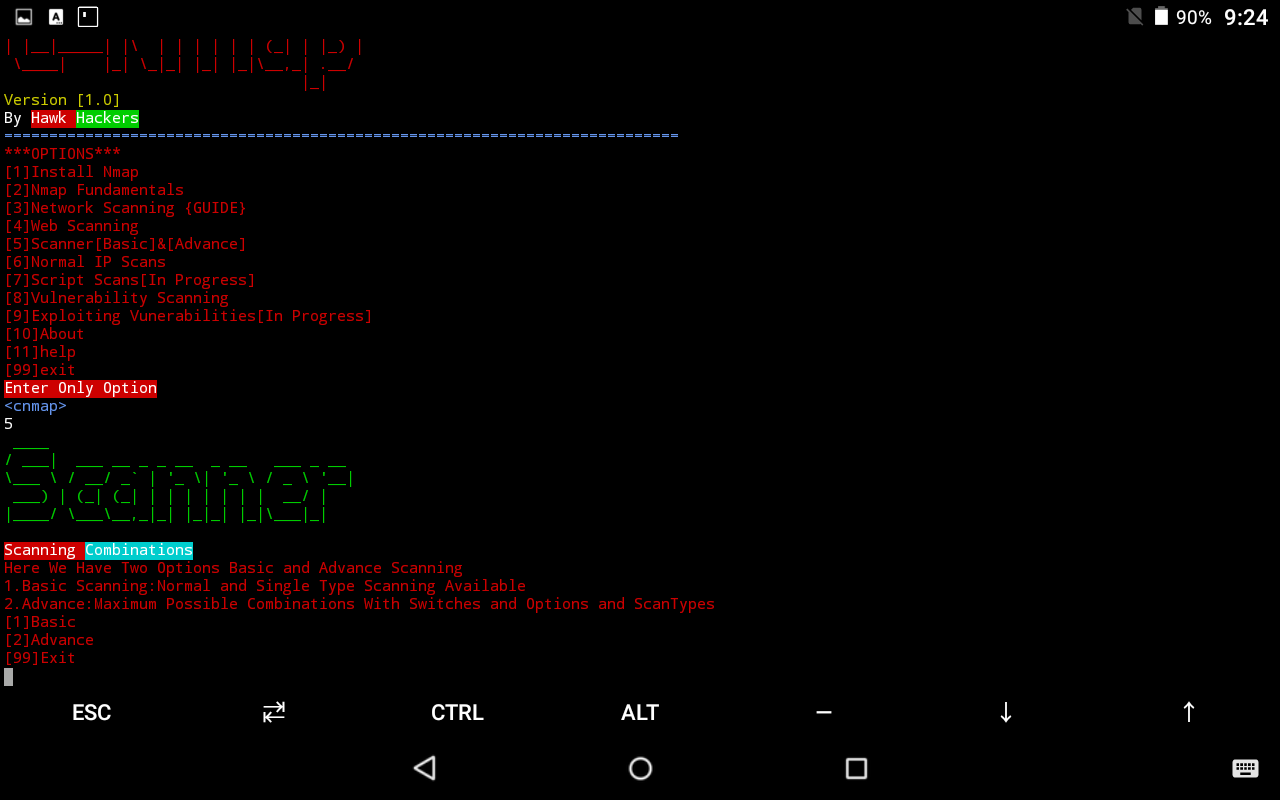 90% 9:24
C-Nmap
Version [1.0]
By Hawk Hackers
===========================================================================
***OPTIONS***
[1]Install Nmap
[2]Nmap Fundamentals
[3]Network Scanning {GUIDE}
[4]Web Scanning
[5]Scanner[Basic]&[Advance]
[6]Normal IP Scans
[7]Script Scans[In Progress]
[8]Vulnerability Scanning
[9]Exploiting Vunerabilities[In Progress]
[10]About
[11]help
[99]exit
Enter Only Option
<cnmap>
5
Scanner
Scanning Combinations
Here We Have Two Options Basic and Advance Scanning
1.Basic Scanning:Normal and Single Type Scanning Available
2.Advance:Maximum Possible Combinations With Switches and Options and ScanTypes
[1]Basic
[2]Advance
[99]Exit
ESC ⇄ CTRL ALT — ↓ ↑